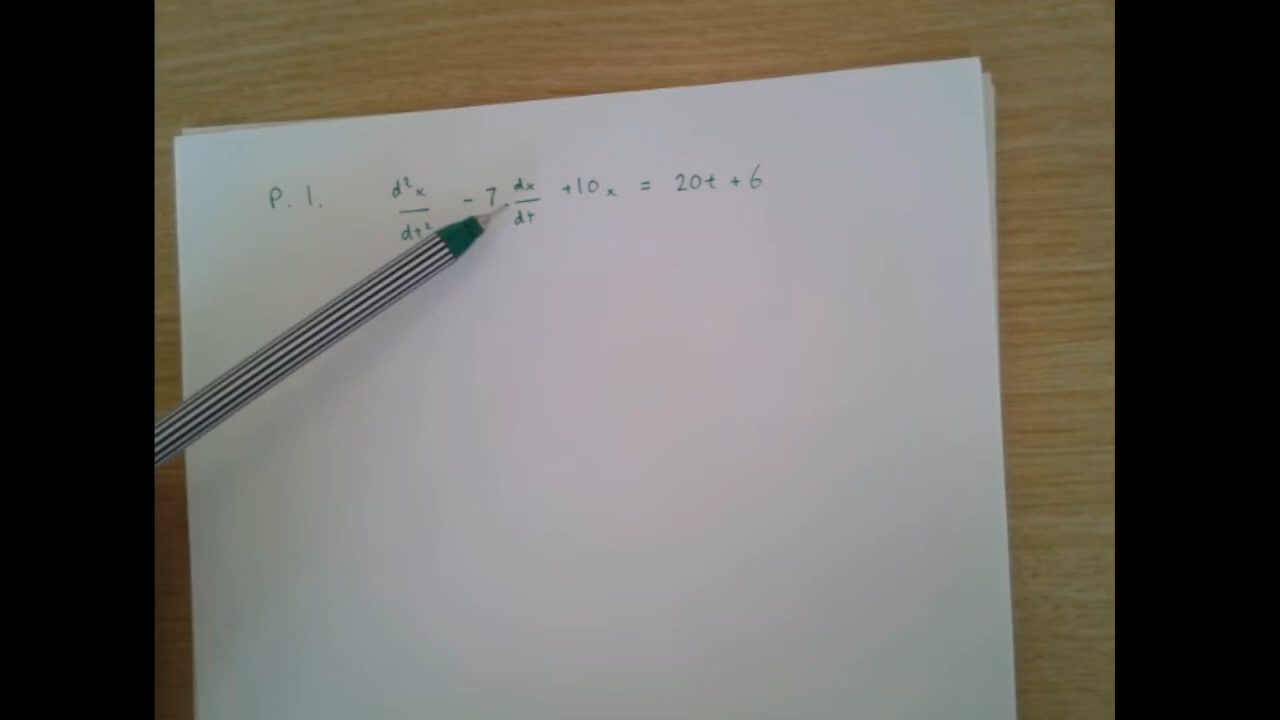 P. 1. d²x/dt² - 7 dx/dt + 10x = 20t + 6